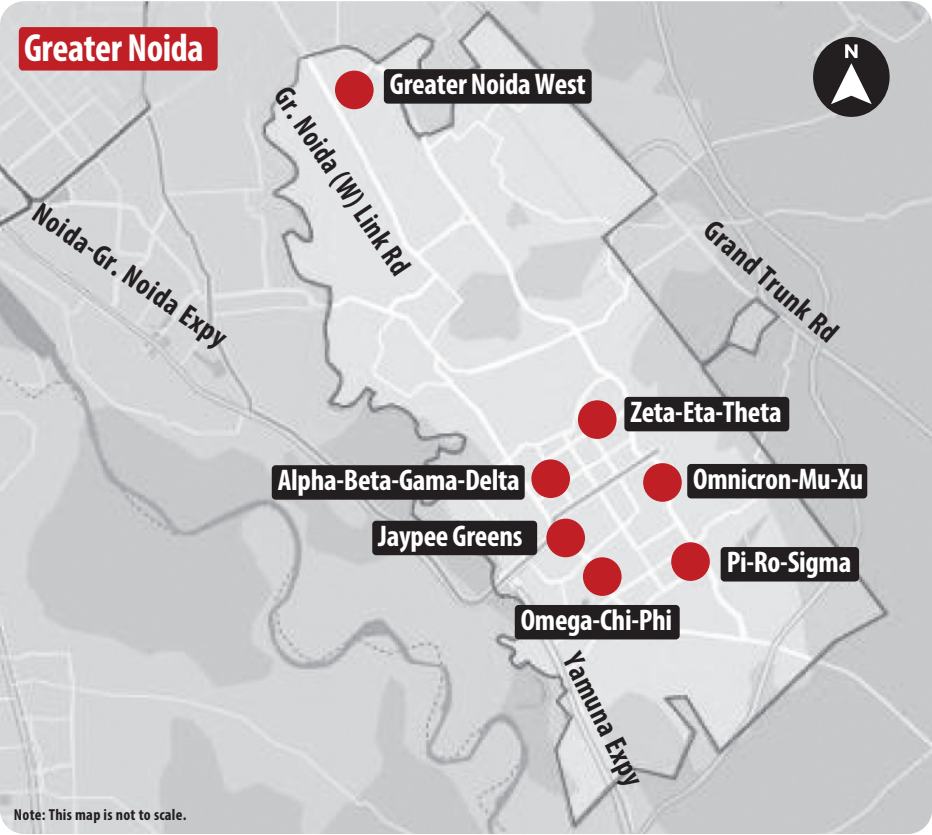 Greater Noida
N
Greater Noida West
Gr. Noida (W) Link Rd
Noida-Gr. Noida Expy
Grand Trunk Rd
Zeta-Eta-Theta
Alpha-Beta-Gama-Delta
Omnicron-Mu-Xu
Jaypee Greens
Pi-Ro-Sigma
Omega-Chi-Phi
Yamuna Expy
Note: This map is not to scale.